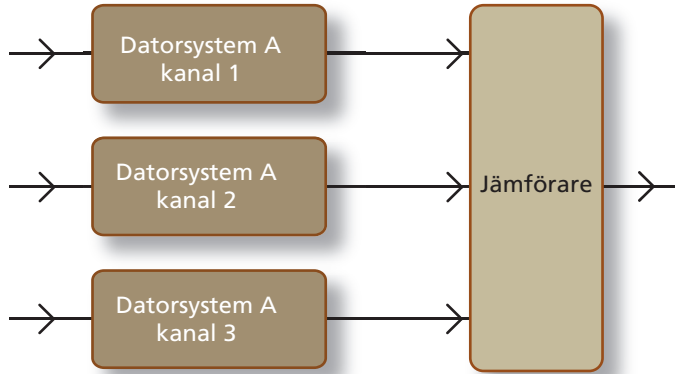 Datorsystem A
kanal 1
Datorsystem A
kanal 2
Jämförare
Datorsystem A
kanal 3